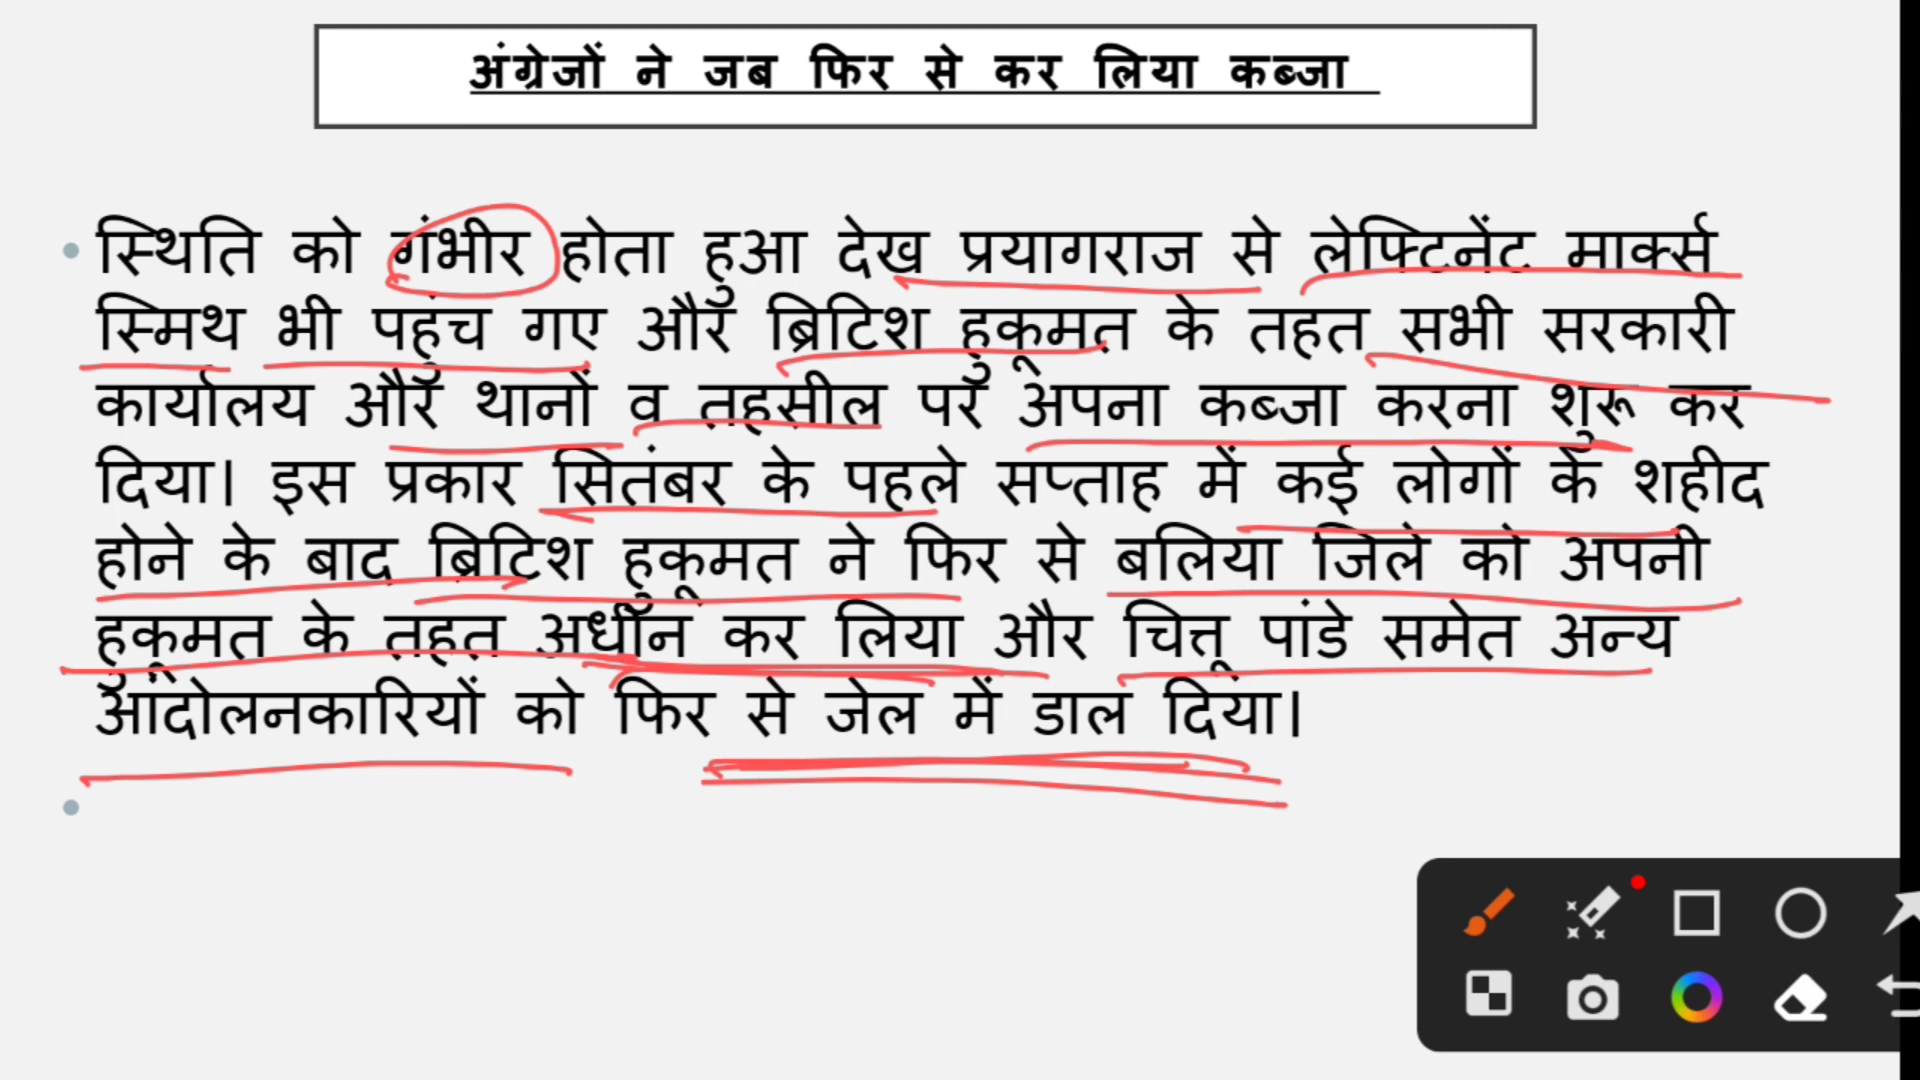 अंग्रेजों ने जब फिर से कर लिया कब्जा
स्थिति को गंभीर होता हुआ देख प्रयागराज से लेफ्टिनेंट मार्क्स
स्मिथ भी पहुंच गए और ब्रिटिश हुकूमत के तहत सभी सरकारी
कार्यालय और थानों व तहसील पर अपना कब्जा करना शुरू कर
दिया। इस प्रकार सितंबर के पहले सप्ताह में कई लोगों के शहीद
होने के बाद ब्रिटिश हुकूमत ने फिर से बलिया जिले को अपनी
हुकूमत के तहत अधीन कर लिया और चित्तू पांडे समेत अन्य
आंदोलनकारियों को फिर से जेल में डाल दिया।